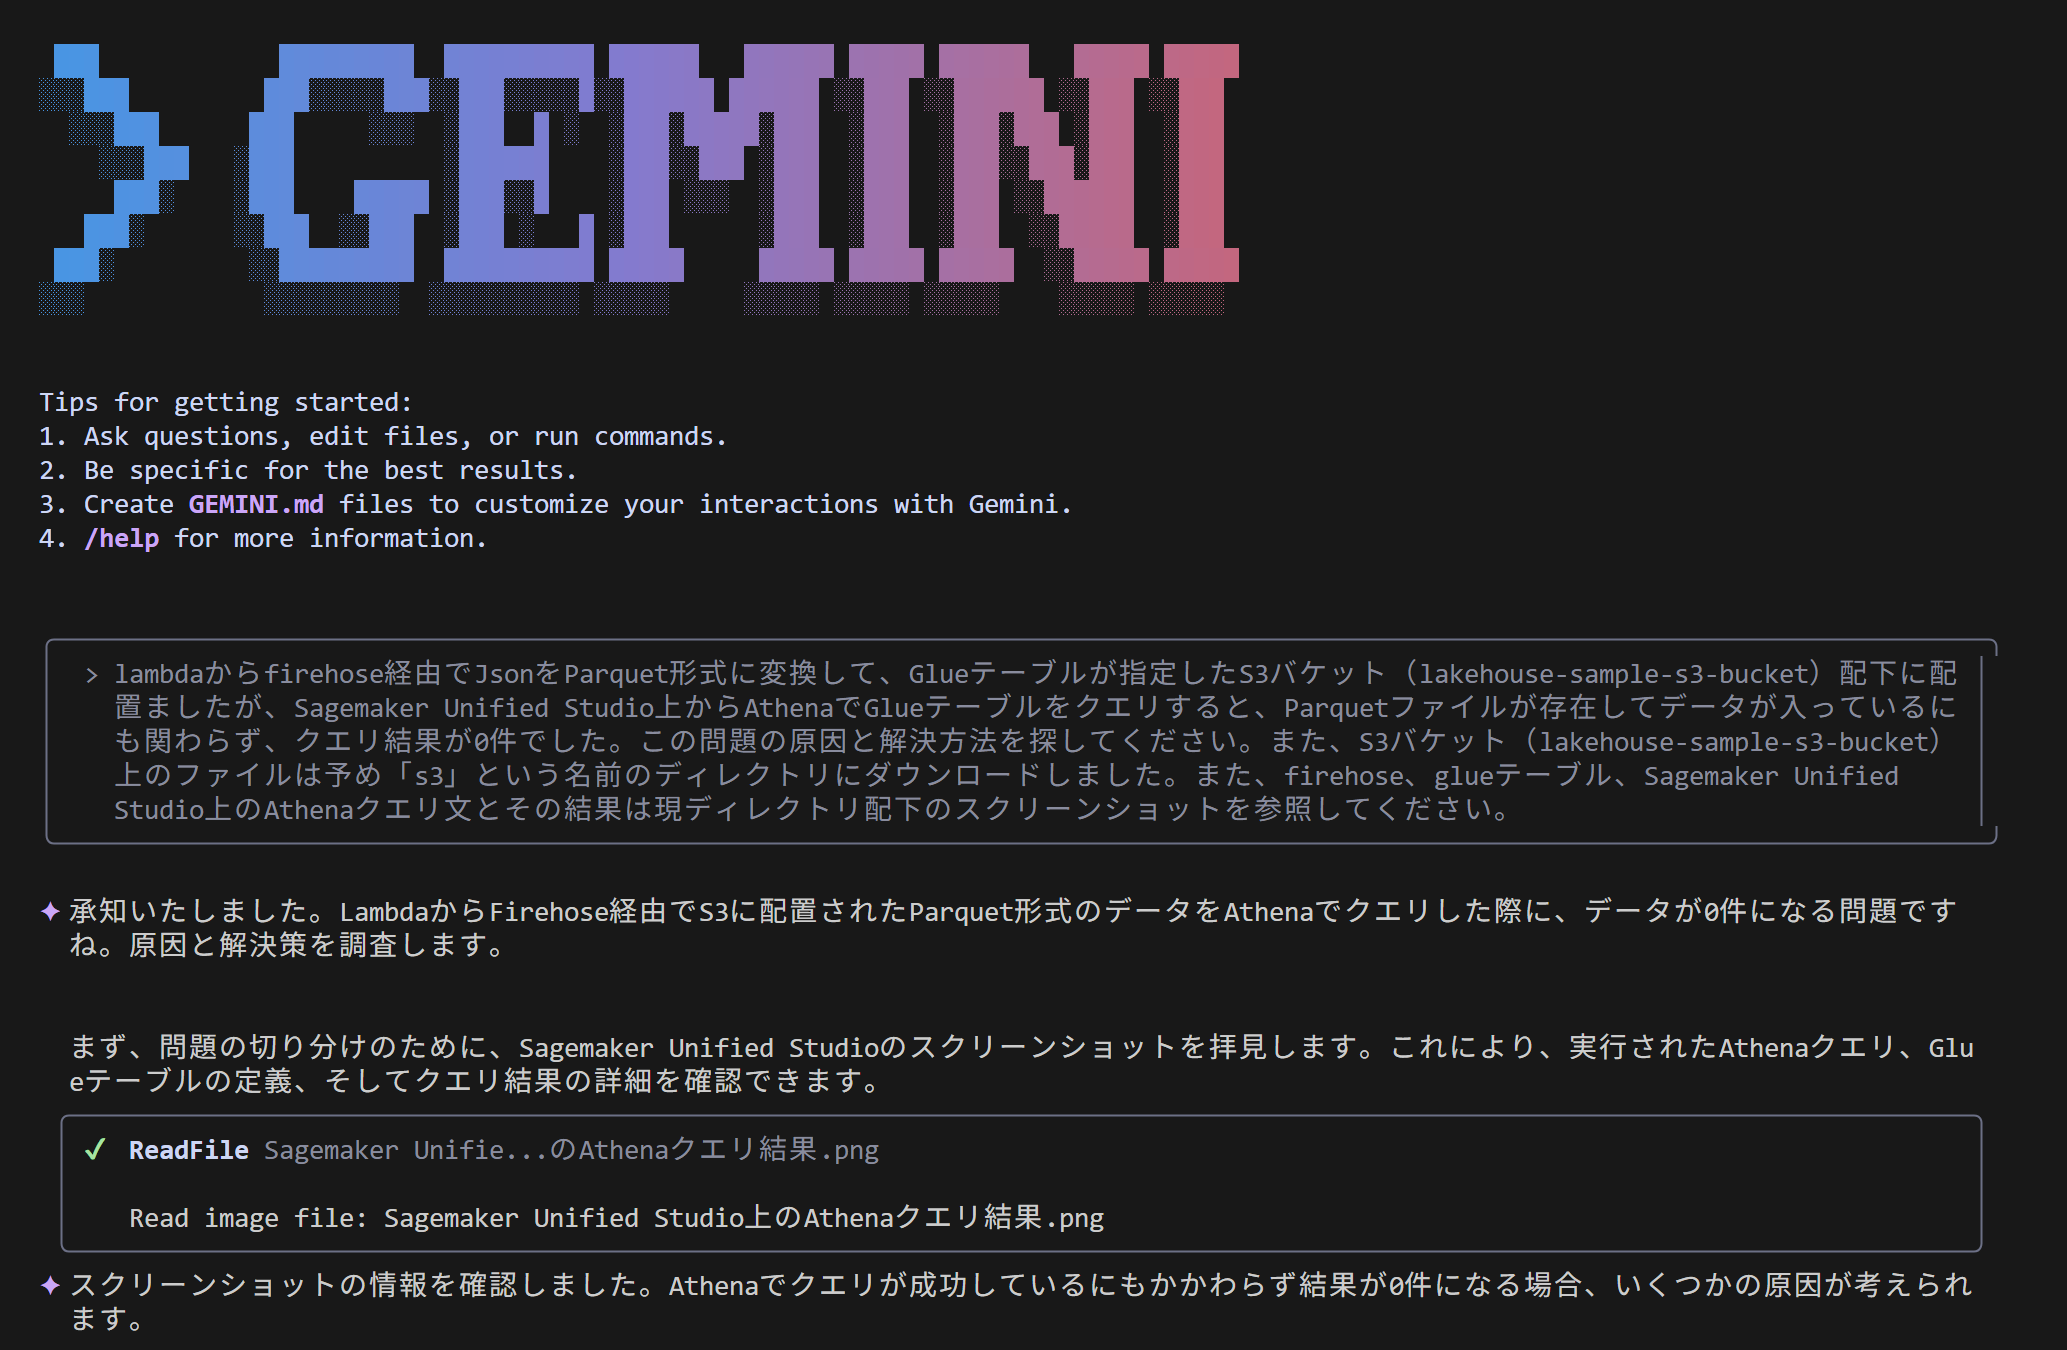 > GEMINI
Tips for getting started:
1. Ask questions, edit files, or run commands.
2. Be specific for the best results.
3. Create GEMINI.md files to customize your interactions with Gemini.
4. /help for more information.
> lambdaからfirehose経由でJsonをParquet形式に変換して、Glueテーブルが指定したS3バケット（lakehouse-sample-s3-bucket）配下に配
置ましたが、Sagemaker Unified Studio上からAthenaでGlueテーブルをクエリすると、Parquetファイルが存在してデータが入っているに
も関わらず、クエリ結果が0件でした。この問題の原因と解決方法を探してください。また、S3バケット（lakehouse-sample-s3-bucket）
上のファイルは予め「s3」という名前のディレクトリにダウンロードしました。また、firehose、glueテーブル、Sagemaker Unified
Studio上のAthenaクエリ文とその結果は現ディレクトリ配下のスクリーンショットを参照してください。
✦ 承知いたしました。LambdaからFirehose経由でS3に配置されたParquet形式のデータをAthenaでクエリした際に、データが0件になる問題です
ね。原因と解決策を調査します。
まず、問題の切り分けのために、Sagemaker Unified Studioのスクリーンショットを拝見します。これにより、実行されたAthenaクエリ、Glu
eテーブルの定義、そしてクエリ結果の詳細を確認できます。
✓ ReadFile Sagemaker Unifie...のAthenaクエリ結果.png
Read image file: Sagemaker Unified Studio上のAthenaクエリ結果.png
✦ スクリーンショットの情報を確認しました。Athenaでクエリが成功しているにもかかわらず結果が0件になる場合、いくつかの原因が考えられ
ます。